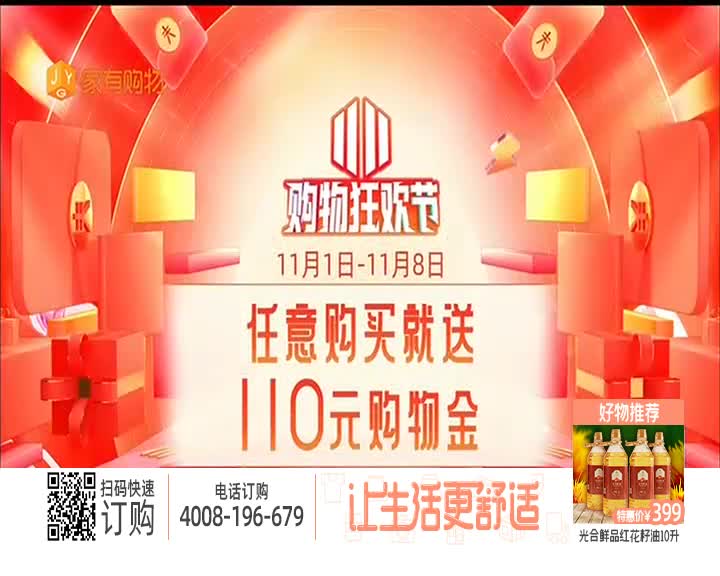 JYG 家有购物
购物狂欢节
11月1日-11月8日
任意购买就送
110元购物金
好物推荐
特惠价¥399
光合鲜品红花籽油10升
扫码快速
订购
电话订购
4008-196-679
让生活更舒适